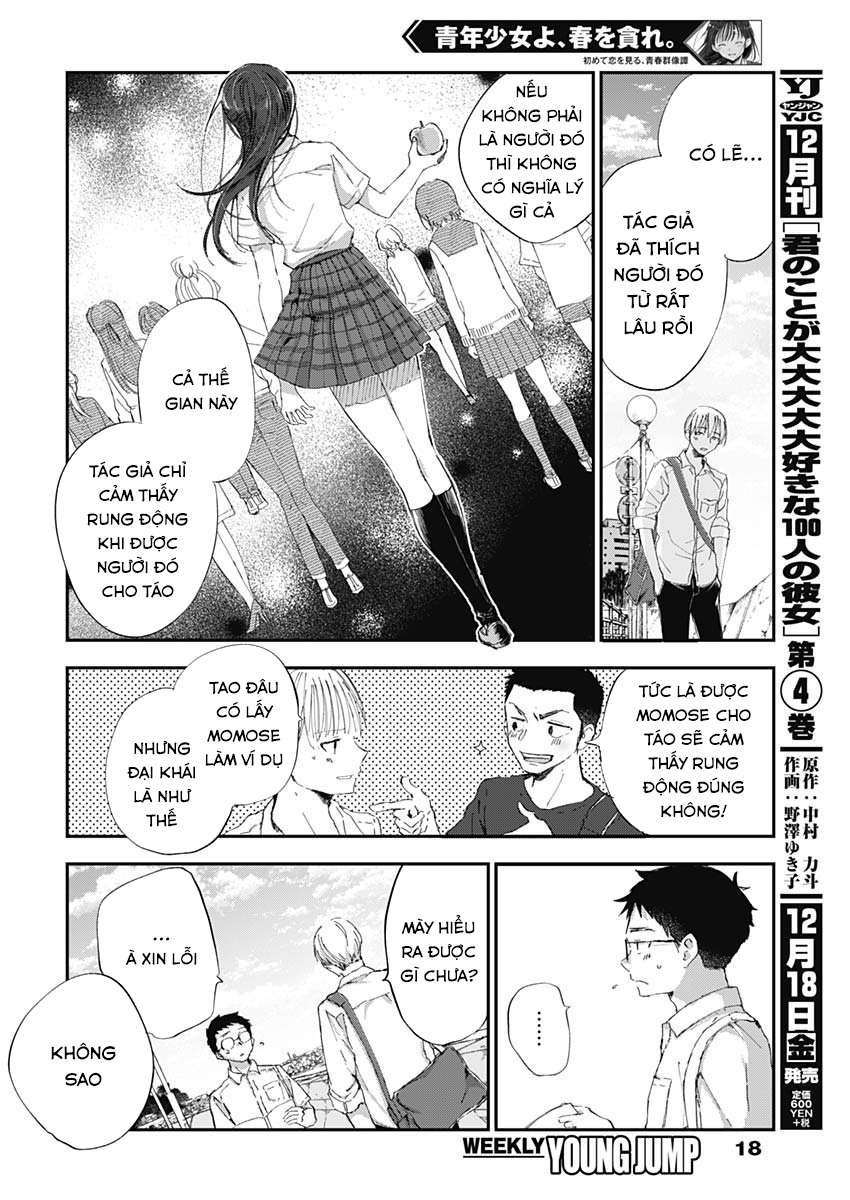 青年少女よ、春を貪れ。
初めて恋を見る、青春群像譚
CÓ LẼ...
TÁC GIẢ
ĐÃ THÍCH
NGƯỜI ĐÓ
TỪ RẤT
LÂU RỒI
NẾU
KHÔNG PHẢI
LÀ NGƯỜI ĐÓ
THÌ KHÔNG
CÓ NGHĨA LÝ
GÌ CẢ
CẢ THẾ
GIAN NÀY
TÁC GIẢ CHỈ
CẢM THẤY
RUNG ĐỘNG
KHI ĐƯỢC
NGƯỜI ĐÓ
CHO TÁO
TỨC LÀ ĐƯỢC
MOMOSE CHO
TÁO SẼ CẢM
THẤY RUNG
ĐỘNG ĐÚNG
KHÔNG!
TAO ĐÂU
CÓ LẤY
MOMOSE
LÀM VÍ DỤ
NHƯNG
ĐẠI KHÁI
LÀ NHƯ
THẾ
......
MÀY HIỂU
RA ĐƯỢC
GÌ CHƯA?
...
À XIN LỖI
KHÔNG
SAO
YJ
ヤンジャン
YJC
12月刊
[君のことが大大大大大好きな100人の彼女]
第4巻
原作：中村 力斗
作画：野澤ゆき子
12月18日金
発売
定価
600
YEN
+税
WEEKLY YOUNG JUMP
18